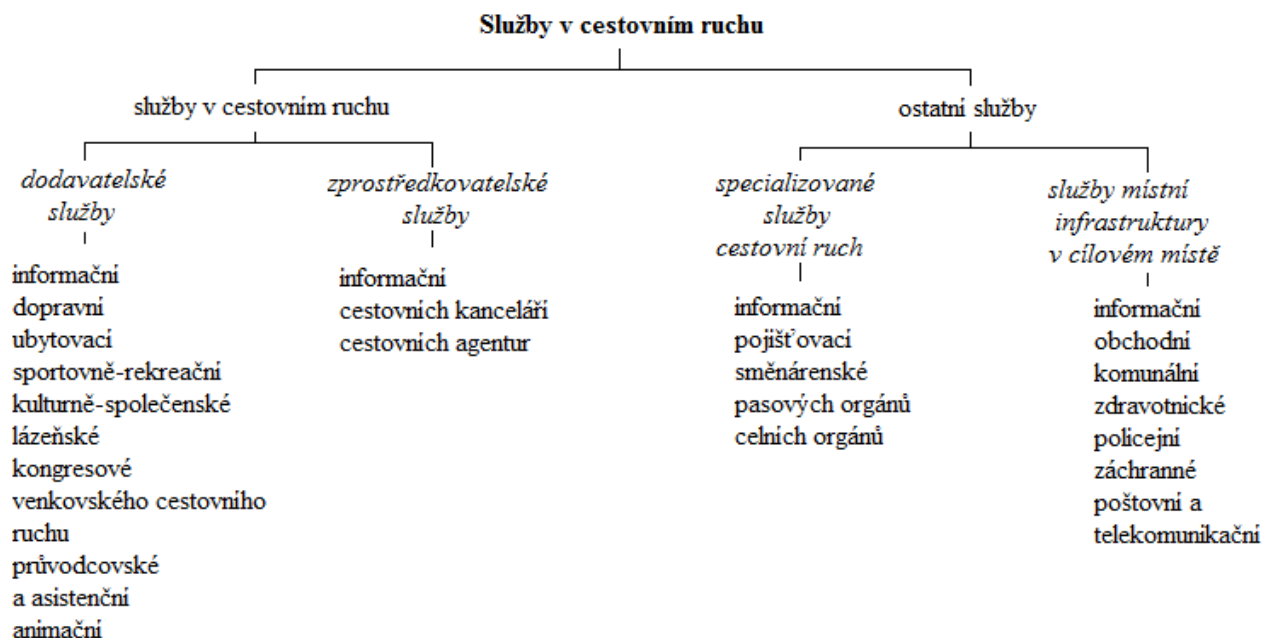 Služby v cestovním ruchu
služby v cestovním ruchu
ostatní služby
dodavatelské
služby
zprostředkovatelské
služby
specializované
služby
cestovní ruch
služby místní
infrastruktury
v cílovém místě
informační
dopravní
ubytovací
sportovně-rekreační
kulturně-společenské
lázeňské
kongresové
venkovského cestovního
ruchu
průvodcovské
a asistenční
animační
informační
cestovních kanceláří
cestovních agentur
informační
pojišťovací
směnárenské
pasových orgánů
celních orgánů
informační
obchodní
komunální
zdravotnické
policejní
záchranné
poštovní a
telekomunikační